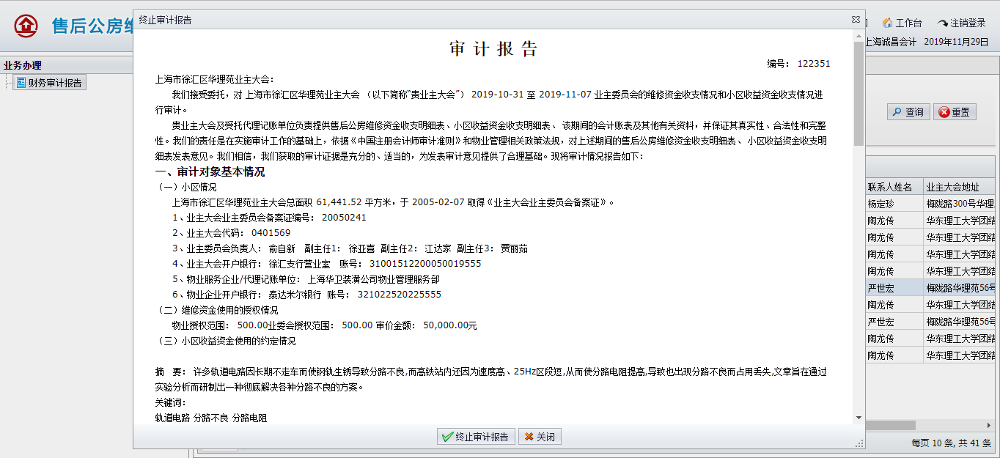 售后公房维
终止审计报告
工作台 注销登录
上海诚昌会计 2019年11月29日
业务办理
财务审计报告
审 计 报 告
编号： 122351
上海市徐汇区华理苑业主大会：
我们接受委托，对 上海市徐汇区华理苑业主大会 （以下简称“贵业主大会”） 2019-10-31 至 2019-11-07 业主委员会的维修资金收支情况和小区收益资金收支情况进
行审计。
贵业主大会及受托代理记账单位负责提供售后公房维修资金收支明细表、小区收益资金收支明细表、 该期间的会计账表及其他有关资料，并保证其真实性、合法性和完整
性。我们的责任是在实施审计工作的基础上，依据《中国注册会计师审计准则》和物业管理相关政策法规，对上述期间的售后公房维修资金收支明细表、 小区收益资金收支明
细表发表意见。我们相信，我们获取的审计证据是充分的、适当的，为发表审计意见提供了合理基础。现将审计情况报告如下：
一、审计对象基本情况
（一）小区情况
上海市徐汇区华理苑业主大会总面积 61,441.52 平方米，于 2005-02-07 取得《业主大会业主委员会备案证》。
1、业主大会业主委员会备案证编号： 20050241
2、业主大会代码： 0401569
3、业主委员会负责人： 俞自新 副主任1： 徐亚喜 副主任2： 江达家 副主任3： 贾丽茹
4、业主大会开户银行： 徐汇支行营业室 账号： 31001512200050019555
5、物业服务企业/代理记账单位： 上海华卫装潢公司物业管理服务部
6、物业企业开户银行： 泰达米尔银行 账号： 321022520225555
（二）维修资金使用的授权情况
物业授权范围： 500.00业委会授权范围： 500.00 审价金额： 50,000.00元
（三）小区收益资金使用的约定情况
摘 要： 许多轨道电路因长期不走车而使钢轨生锈导致分路不良,而高铁站内还因为速度高、25Hz区段短,从而使分路电阻提高,导致也出现分路不良而占用丢失,文章旨在通过
实验分析而研制出一种彻底解决各种分路不良的方案。
关键词:
轨道电路 分路不良 分路电阻
终止审计报告 关闭
查询 重置
联系人姓名 业主大会地址
杨定珍 梅陇路300号华理
陶龙传 华东理工大学团结
陶龙传 华东理工大学团结
陶龙传 华东理工大学团结
陶龙传 华东理工大学团结
严世宏 梅陇路华理苑56号
陶龙传 华东理工大学团结
严世宏 梅陇路华理苑56号
陶龙传 华东理工大学团结
陶龙传 华东理工大学团结
每页 10 条, 共 41 条